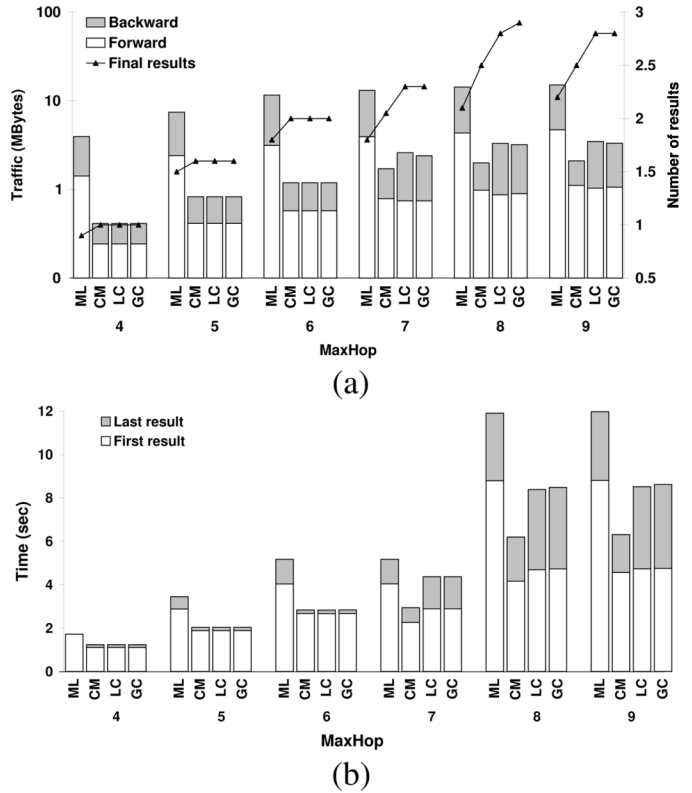 100
10
1
0
Traffic (MBytes)
Backward
Forward
Final results
3
2.5
2
1.5
1
0.5
Number of results
ML CM LC GC ML CM LC GC ML CM LC GC ML CM LC GC ML CM LC GC ML CM LC GC
4 5 6 7 8 9
MaxHop
(a)
12
10
8
6
4
2
0
Time (sec)
Last result
First result
ML CM LC GC ML CM LC GC ML CM LC GC ML CM LC GC ML CM LC GC ML CM LC GC
4 5 6 7 8 9
MaxHop
(b)